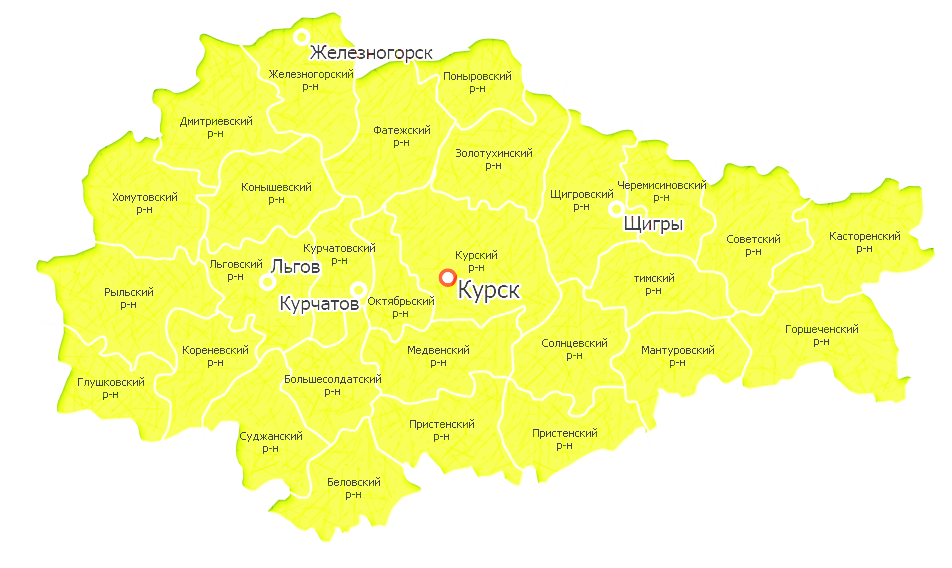 Железногорск
Железногорский
р-н
Поныровский
р-н
Дмитриевский
р-н
Фатежский
р-н
Золотухинский
р-н
Хомутовский
р-н
Конышевский
р-н
Щигровский
р-н
Черемисиновский
р-н
Щигры
Советский
р-н
Касторенский
р-н
Курчатовский
р-н
Льговский
р-н
Льгов
Курский
р-н
Курск
тимский
р-н
Рыльский
р-н
Курчатов
Октябрьский
р-н
Горшеченский
р-н
Кореневский
р-н
Медвенский
р-н
Солнцевский
р-н
Мантуровский
р-н
Глушковский
р-н
Большесолдатский
р-н
Суджанский
р-н
Пристенский
р-н
Пристенский
р-н
Беловский
р-н